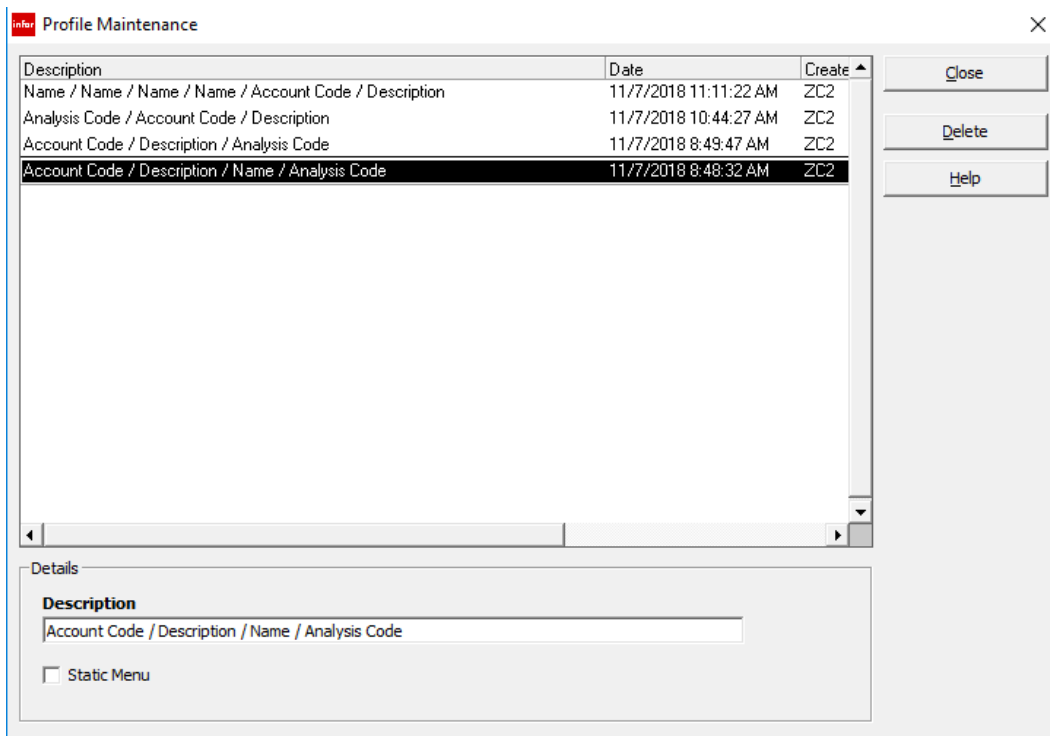 infor Profile Maintenance
Description Date Create
Name / Name / Name / Name / Account Code / Description 11/7/2018 11:11:22 AM ZC2
Analysis Code / Account Code / Description 11/7/2018 10:44:27 AM ZC2
Account Code / Description / Analysis Code 11/7/2018 8:49:47 AM ZC2
Account Code / Description / Name / Analysis Code 11/7/2018 8:48:32 AM ZC2
Close
Delete
Help
Details
Description
Account Code / Description / Name / Analysis Code
Static Menu